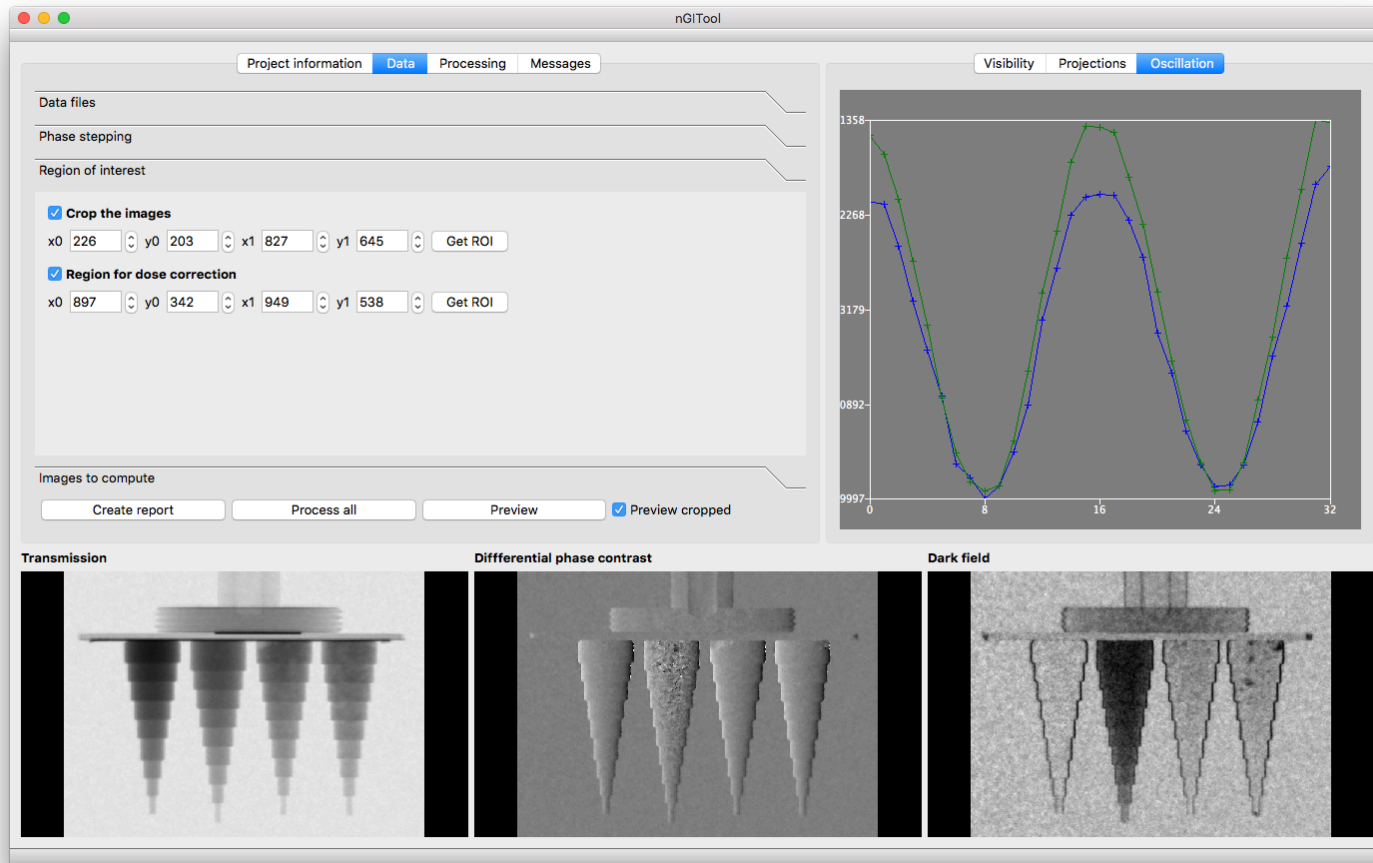 nGITool
Project information Data Processing Messages
Visibility Projections Oscillation
Data files
Phase stepping
Region of interest
Crop the images
x0 226 y0 203 x1 827 y1 645 Get ROI
Region for dose correction
x0 897 y0 342 x1 949 y1 538 Get ROI
Images to compute
Create report Process all Preview Preview cropped
1358
2268
3179
0892
9997
0 8 16 24 32
Transmission
Diffferential phase contrast
Dark field